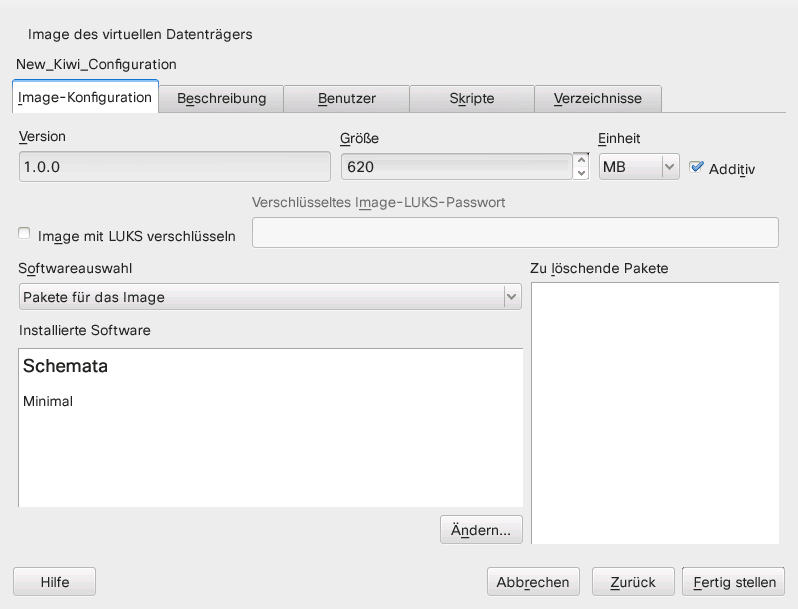 Image des virtuellen Datenträgers
New_Kiwi_Configuration
Image-Konfiguration Beschreibung Benutzer Skripte Verzeichnisse
Version Größe Einheit
1.0.0 620 MB Additiv
Verschlüsseltes Image-LUKS-Passwort
Image mit LUKS verschlüsseln
Softwareauswahl Zu löschende Pakete
Pakete für das Image
Installierte Software
Schemata
Minimal
Ändern...
Hilfe Abbrechen Zurück Fertig stellen